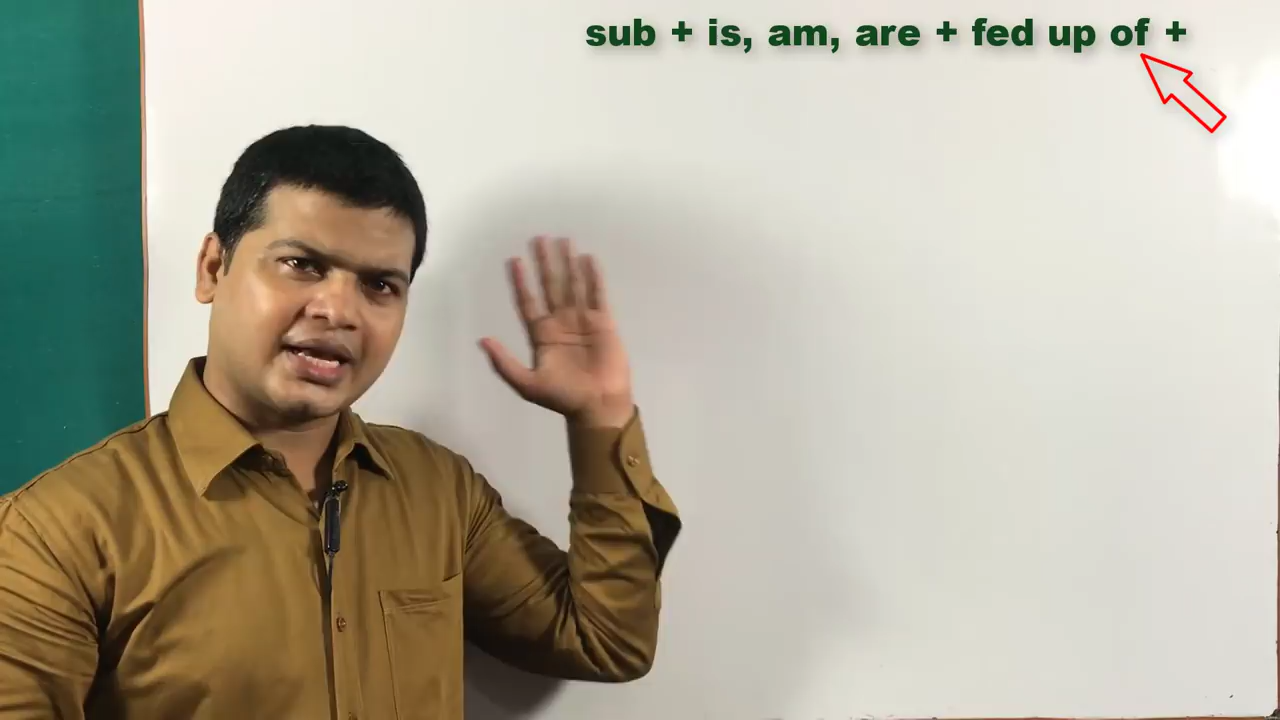 sub + is, am, are + fed up of +